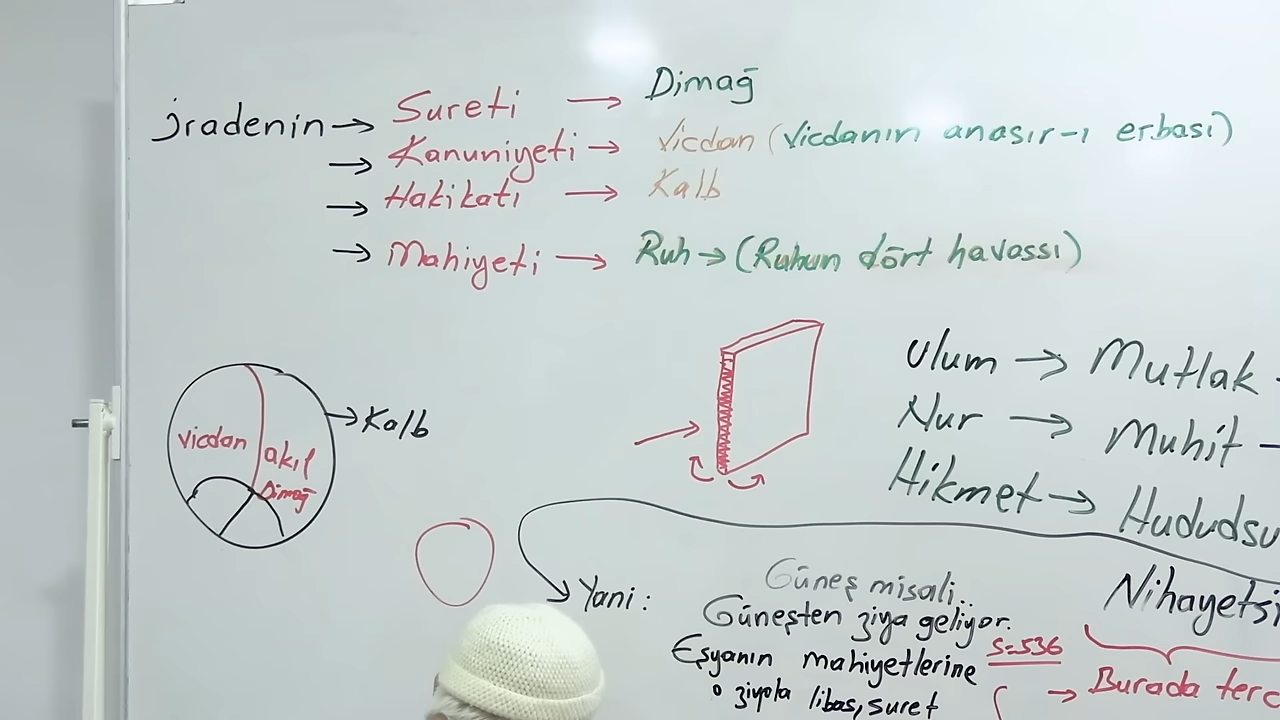 İradenin → Sureti → Dimağ
→ Kanuniyeti → Vicdan (Vicdanın anasır-ı erbası)
→ Hakikatı → Kalb
→ Mahiyeti → Ruh → (Ruhun dört havassı)
Vicdan
akıl
Dimağ
→ Kalb
Ulum → Mutlak
Nur → Muhit
Hikmet → Hududsu
Nihayetsi
Yani:
Güneş misali..
Güneşten ziya geliyor.
Eşyanın mahiyetlerine S=536
o ziyola libas, suret
→ Burada terc